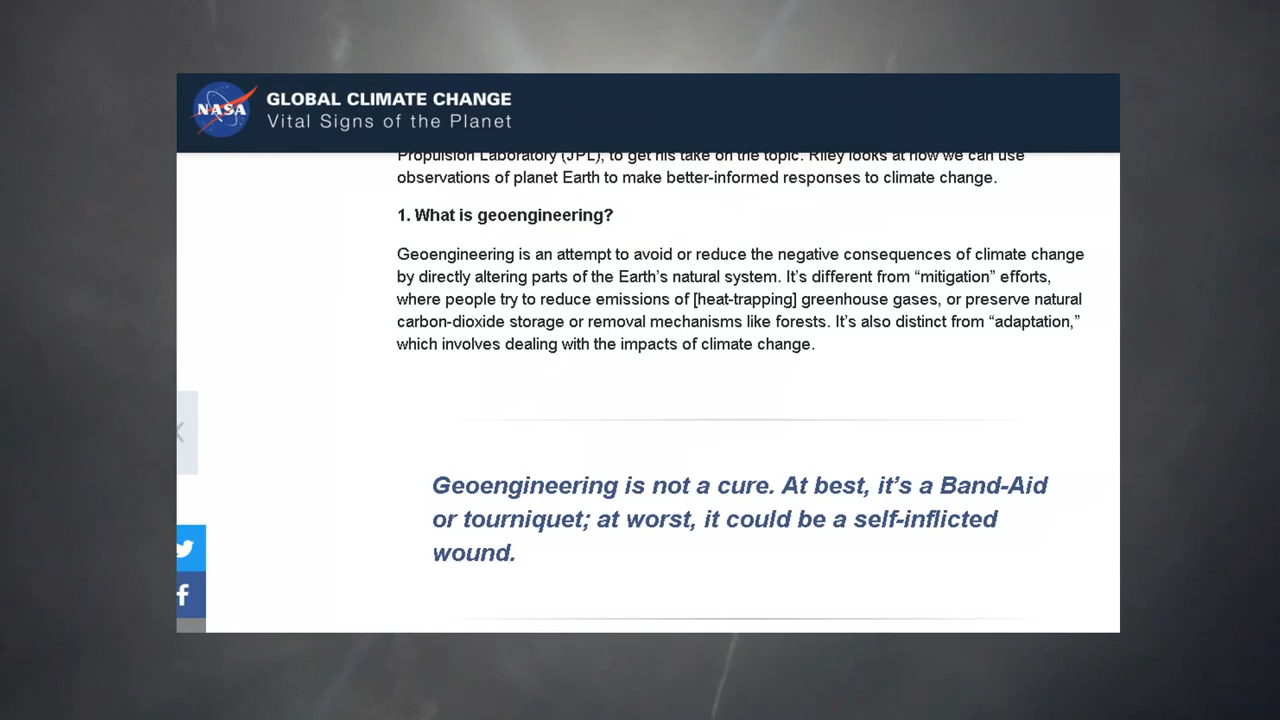 NASA
GLOBAL CLIMATE CHANGE
Vital Signs of the Planet
Propulsion Laboratory (JPL), to get his take on the topic. Riley looks at how we can use
observations of planet Earth to make better-informed responses to climate change.
1. What is geoengineering?
Geoengineering is an attempt to avoid or reduce the negative consequences of climate change
by directly altering parts of the Earth’s natural system. It’s different from “mitigation” efforts,
where people try to reduce emissions of [heat-trapping] greenhouse gases, or preserve natural
carbon-dioxide storage or removal mechanisms like forests. It’s also distinct from “adaptation,”
which involves dealing with the impacts of climate change.
Geoengineering is not a cure. At best, it’s a Band-Aid
or tourniquet; at worst, it could be a self-inflicted
wound.